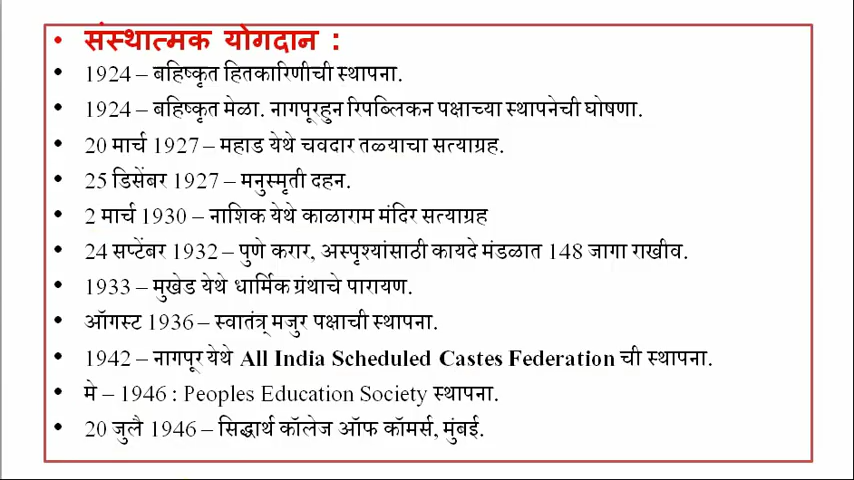 • संस्थात्मक योगदान :
• 1924 – बहिष्कृत हितकारिणीची स्थापना.
• 1924 – बहिष्कृत मेळा. नागपूरहुन रिपब्लिकन पक्षाच्या स्थापनेची घोषणा.
• 20 मार्च 1927 – महाड येथे चवदार तळ्याचा सत्याग्रह.
• 25 डिसेंबर 1927 – मनुस्मृती दहन.
• 2 मार्च 1930 – नाशिक येथे काळाराम मंदिर सत्याग्रह
• 24 सप्टेंबर 1932 – पुणे करार, अस्पृश्यांसाठी कायदे मंडळात 148 जागा राखीव.
• 1933 – मुखेड येथे धार्मिक ग्रंथाचे पारायण.
• ऑगस्ट 1936 – स्वातंत्र् मजुर पक्षाची स्थापना.
• 1942 – नागपूर येथे All India Scheduled Castes Federation ची स्थापना.
• मे – 1946 : Peoples Education Society स्थापना.
• 20 जुलै 1946 – सिद्धार्थ कॉलेज ऑफ कॉमर्स, मुंबई.